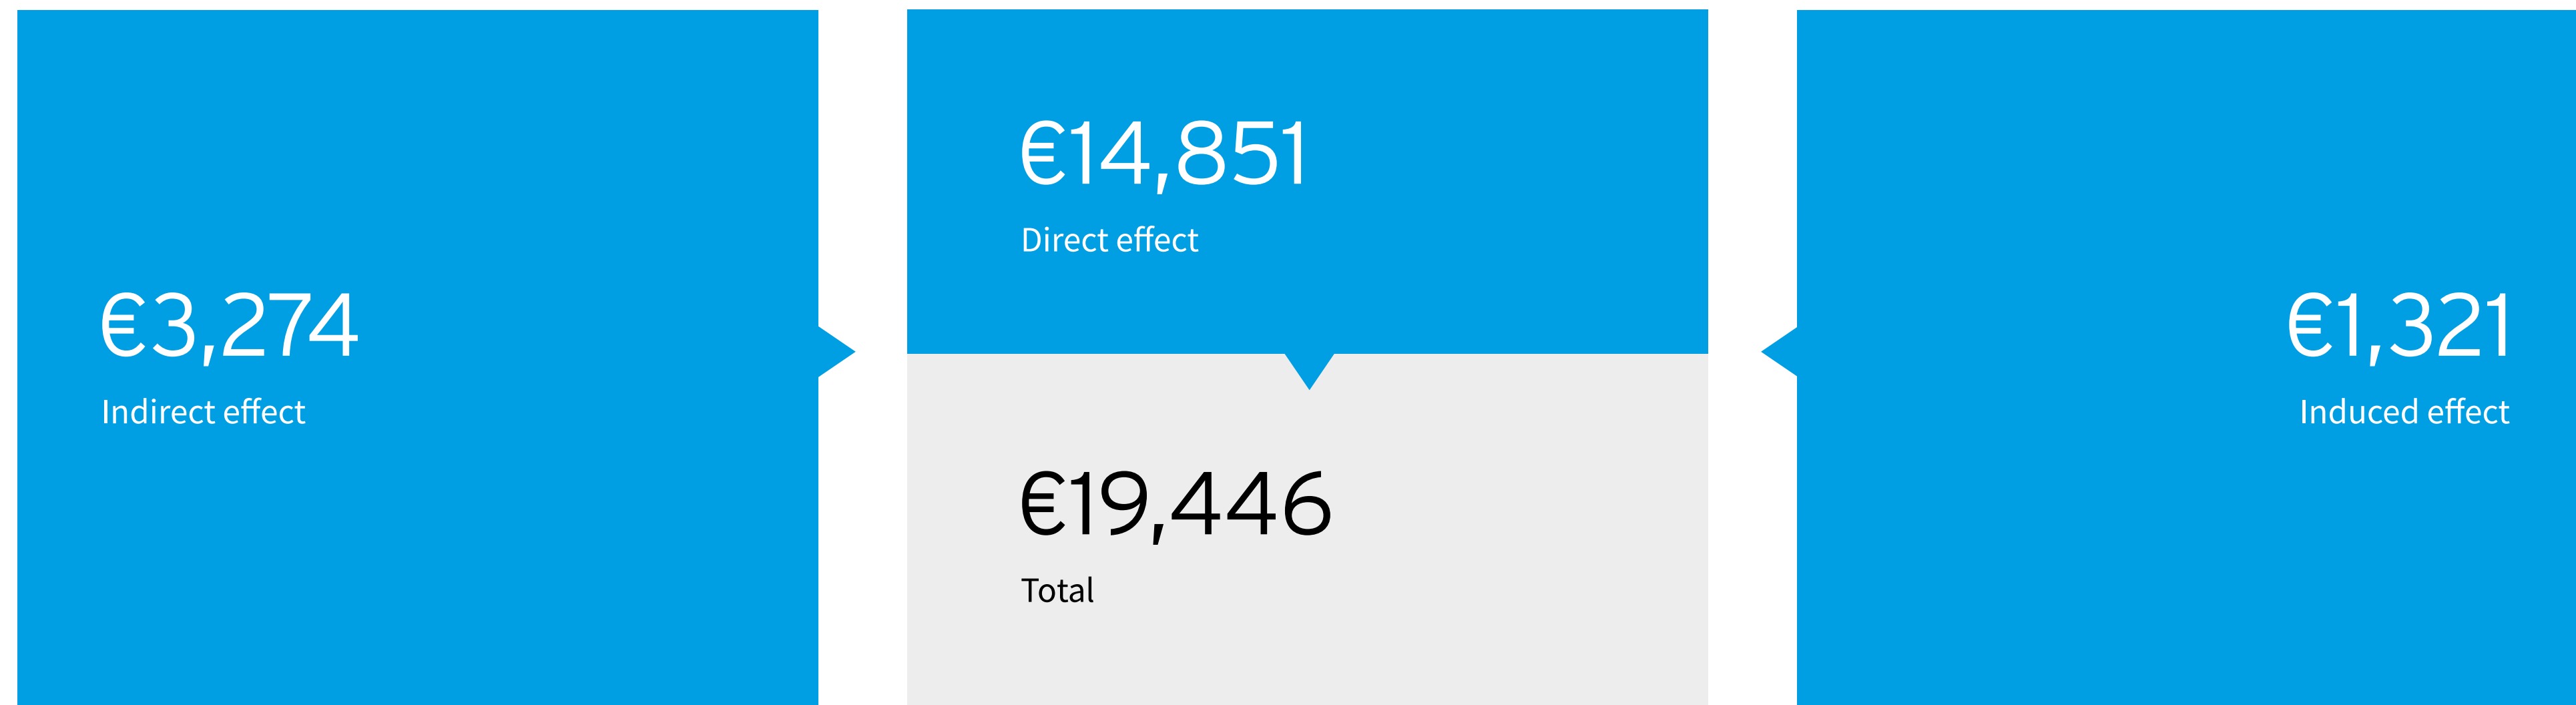 €3,274
Indirect effect
€14,851
Direct effect
€19,446
Total
€1,321
Induced effect